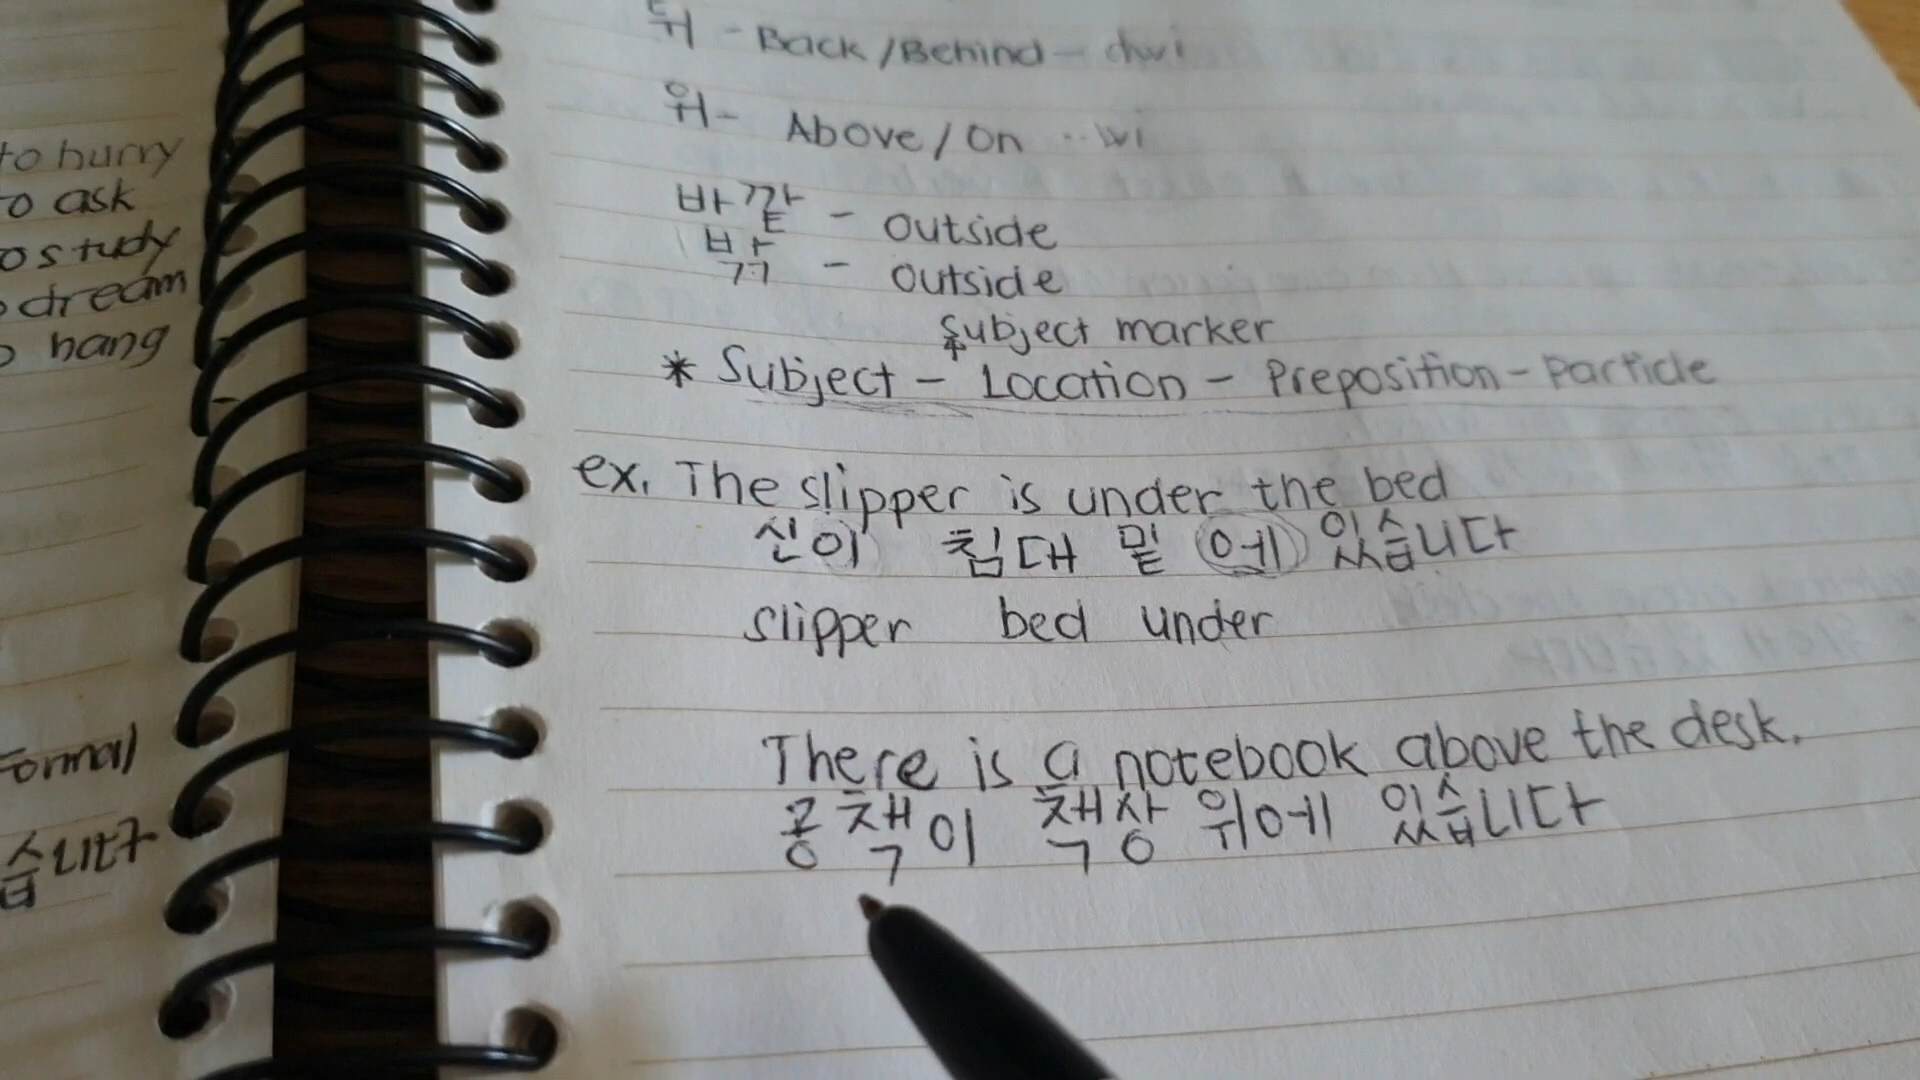 to hurry
to ask
to study
dream
hang
Formal
습니다
뒤 - Back / Behind - dwi
위 - Above / On - wi
바깥 - outside
밖 - outside
subject marker
* Subject - Location - Preposition - Particle
ex. The slipper is under the bed
신이 침대 밑에 있습니다
slipper bed under
There is a notebook above the desk.
공책이 책상 위에 있습니다